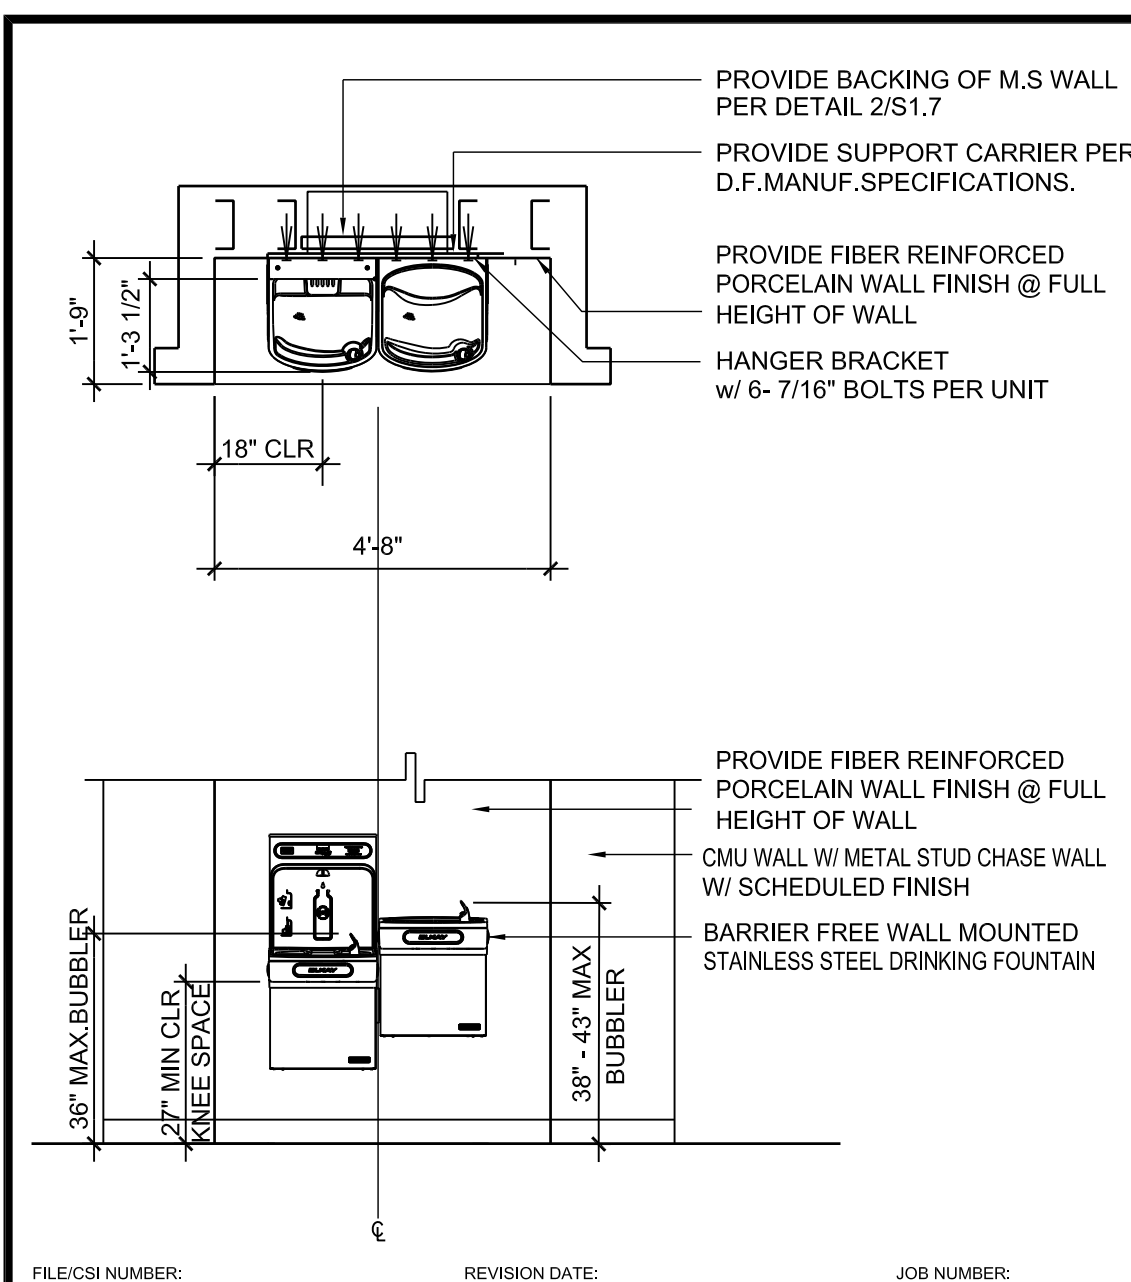 PROVIDE BACKING OF M.S WALL
PER DETAIL 2/S1.7
PROVIDE SUPPORT CARRIER PER
D.F.MANUF.SPECIFICATIONS.
PROVIDE FIBER REINFORCED
PORCELAIN WALL FINISH @ FULL
HEIGHT OF WALL
HANGER BRACKET
w/ 6- 7/16" BOLTS PER UNIT
1'-9"
1'-3 1/2"
18" CLR
4'-8"
PROVIDE FIBER REINFORCED
PORCELAIN WALL FINISH @ FULL
HEIGHT OF WALL
CMU WALL W/ METAL STUD CHASE WALL
W/ SCHEDULED FINISH
BARRIER FREE WALL MOUNTED
STAINLESS STEEL DRINKING FOUNTAIN
36" MAX.BUBBLER
27" MIN CLR
KNEE SPACE
ELKAY
ELKAY
38" - 43" MAX
BUBBLER
℄
FILE/CSI NUMBER:
REVISION DATE:
JOB NUMBER: